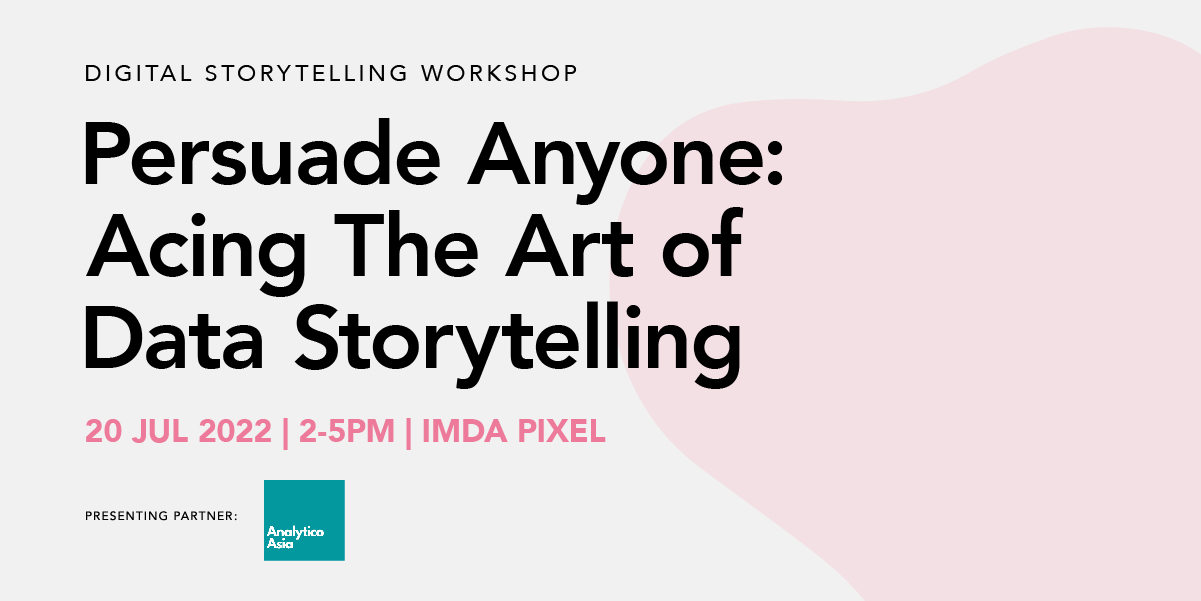 DIGITAL STORYTELLING WORKSHOP
Persuade Anyone:
Acing The Art of
Data Storytelling
20 JUL 2022 | 2-5PM | IMDA PIXEL
PRESENTING PARTNER:
Analytico
Asia